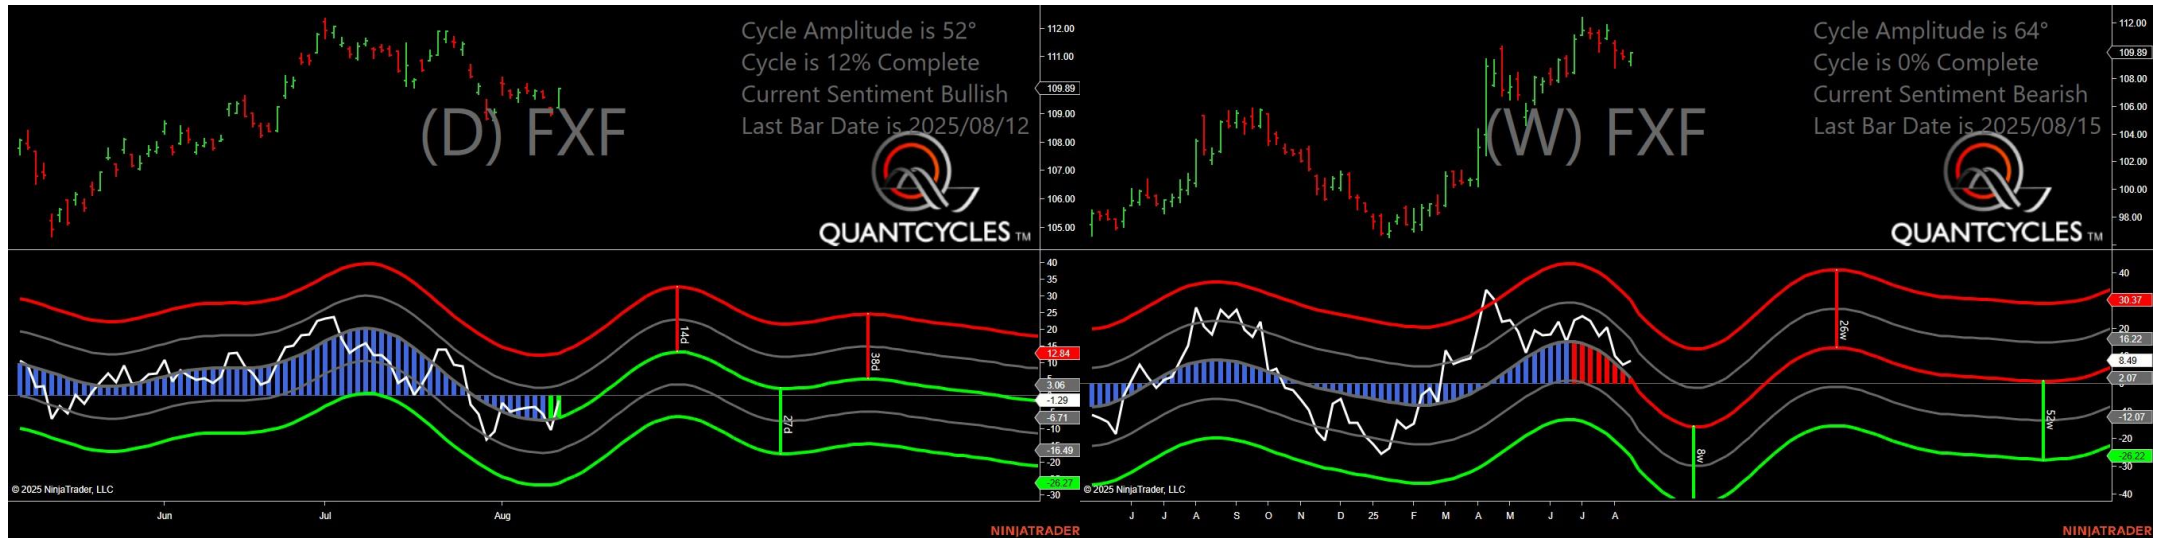 Cycle Amplitude is 52°
Cycle is 12% Complete
Current Sentiment Bullish
Last Bar Date is 2025/08/12
(D) FXF
QUANTCYCLES TM
112.00
111.00
109.89
109.00
108.00
107.00
106.00
105.00
40
35
30
25
20
15
12.84
10
3.06
-1.29
-6.71
-10
-16.49
-20
-26.27
-30
14d
27d
38d
© 2025 NinjaTrader, LLC
Jun
Jul
Aug
NINJATRADER
Cycle Amplitude is 64°
Cycle is 0% Complete
Current Sentiment Bearish
Last Bar Date is 2025/08/15
(W) FXF
QUANTCYCLES TM
112.00
109.89
108.00
106.00
104.00
102.00
100.00
98.00
40
30.37
20
16.22
8.49
2.07
-12.07
-20
-26.22
-30
-40
8w
26w
52w
© 2025 NinjaTrader, LLC
J
J
A
S
O
N
D
25
F
M
A
M
J
J
A
NINJATRADER